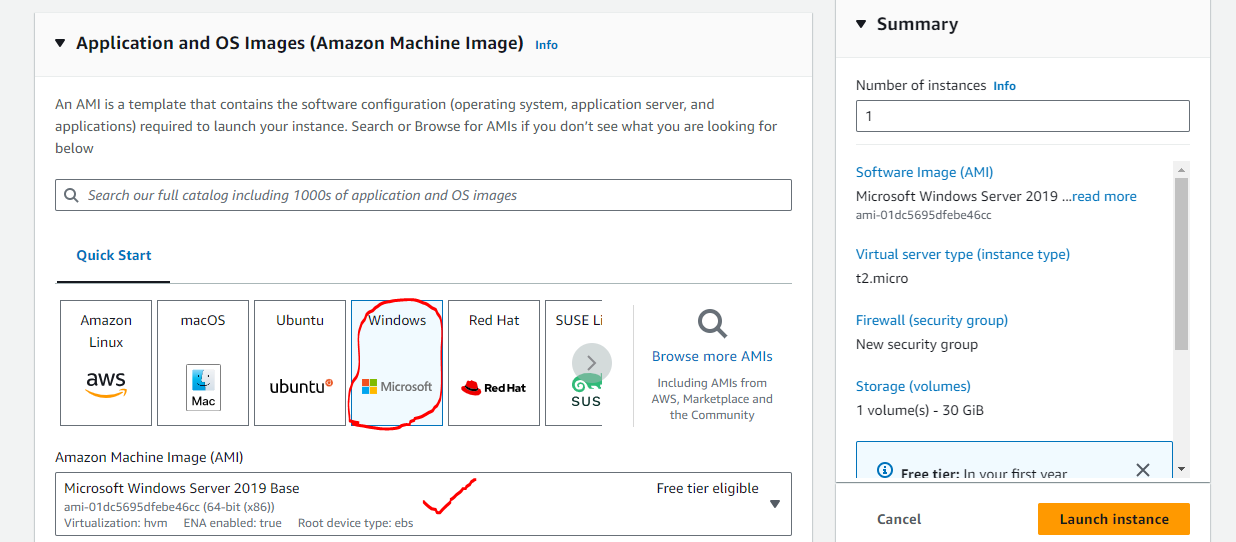 Application and OS Images (Amazon Machine Image) Info
An AMI is a template that contains the software configuration (operating system, application server, and
applications) required to launch your instance. Search or Browse for AMIs if you don't see what you are looking for
below
Search our full catalog including 1000s of application and OS images
Quick Start
Amazon
Linux
aws
macOS
Mac
Ubuntu
ubuntu
Windows
Microsoft
Red Hat
Red Hat
SUSE Li
SUS
Browse more AMIs
Including AMIs from
AWS, Marketplace and
the Community
Amazon Machine Image (AMI)
Microsoft Windows Server 2019 Base
Free tier eligible
ami-01dc5695dfebe46cc (64-bit (x86))
Virtualization: hvm ENA enabled: true Root device type: ebs
Summary
Number of instances Info
1
Software Image (AMI)
Microsoft Windows Server 2019 ...read more
ami-01dc5695dfebe46cc
Virtual server type (instance type)
t2.micro
Firewall (security group)
New security group
Storage (volumes)
1 volume(s) - 30 GiB
Free tier: In your first year
Cancel
Launch instance